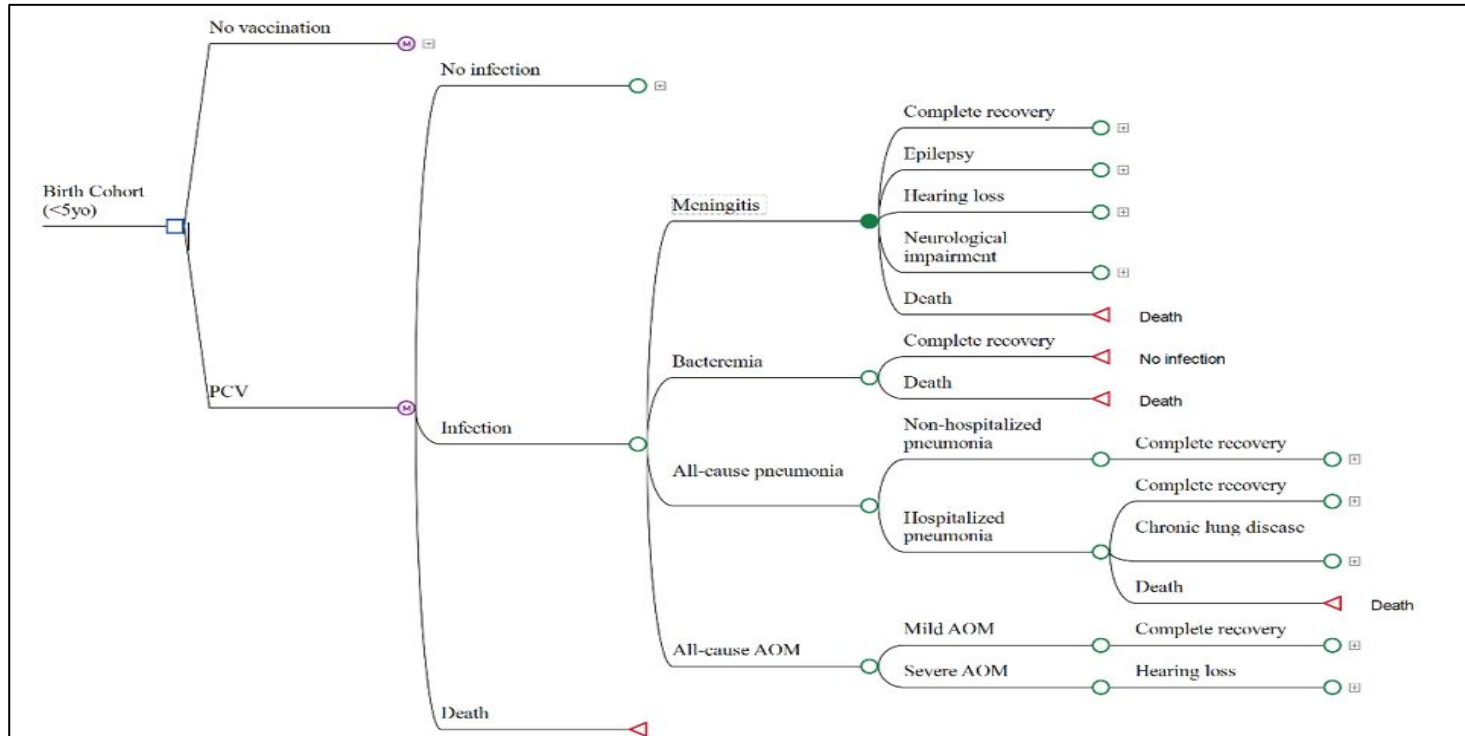 No vaccination
M
No infection
Complete recovery
Epilepsy
Birth Cohort
(<5yo)
Hearing loss
Meningitis
Neurological
impairment
Death
Death
Complete recovery
No infection
Bacteremia
Death
Death
PCV
M
Infection
Non-hospitalized
pneumonia
Complete recovery
All-cause pneumonia
Complete recovery
Hospitalized
pneumonia
Chronic lung disease
Death
Death
Mild AOM
Complete recovery
All-cause AOM
Severe AOM
Hearing loss
Death